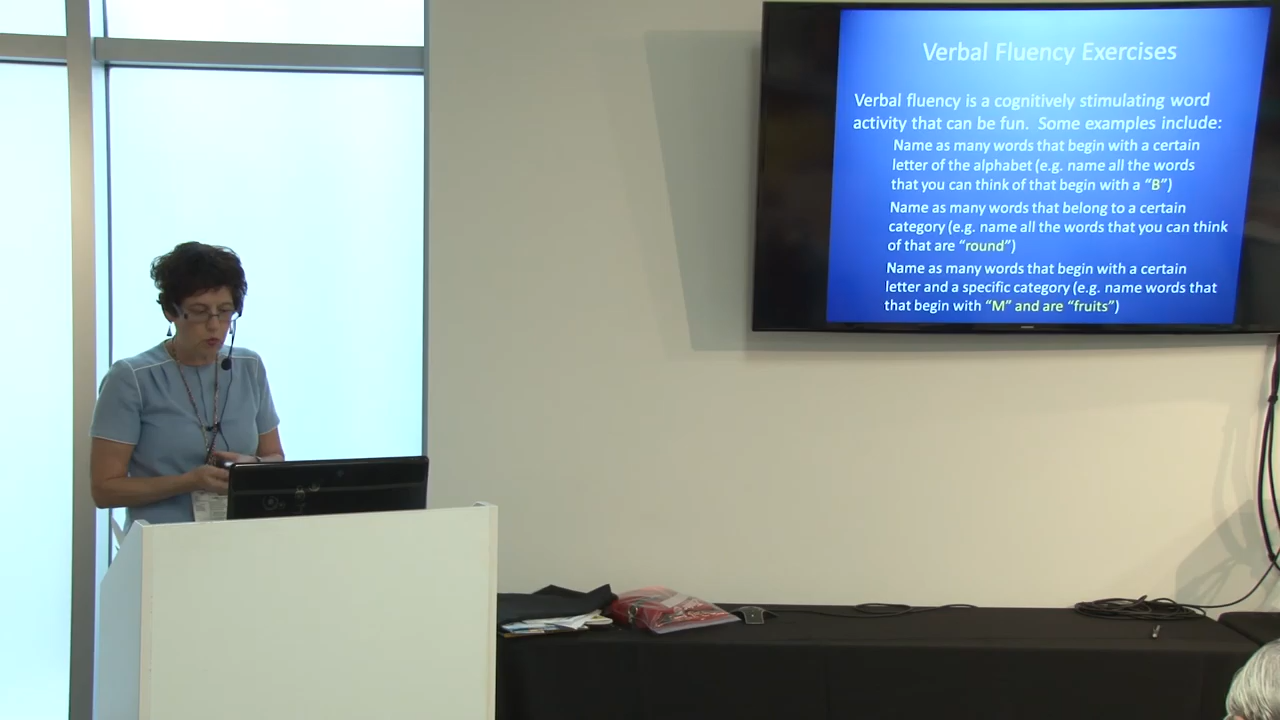 Verbal Fluency Exercises
Verbal fluency is a cognitively stimulating word
activity that can be fun. Some examples include:
Name as many words that begin with a certain
letter of the alphabet (e.g. name all the words
that you can think of that begin with a “B”)
Name as many words that belong to a certain
category (e.g. name all the words that you can think
of that are “round”)
Name as many words that begin with a certain
letter and a specific category (e.g. name words that
that begin with “M” and are “fruits”)